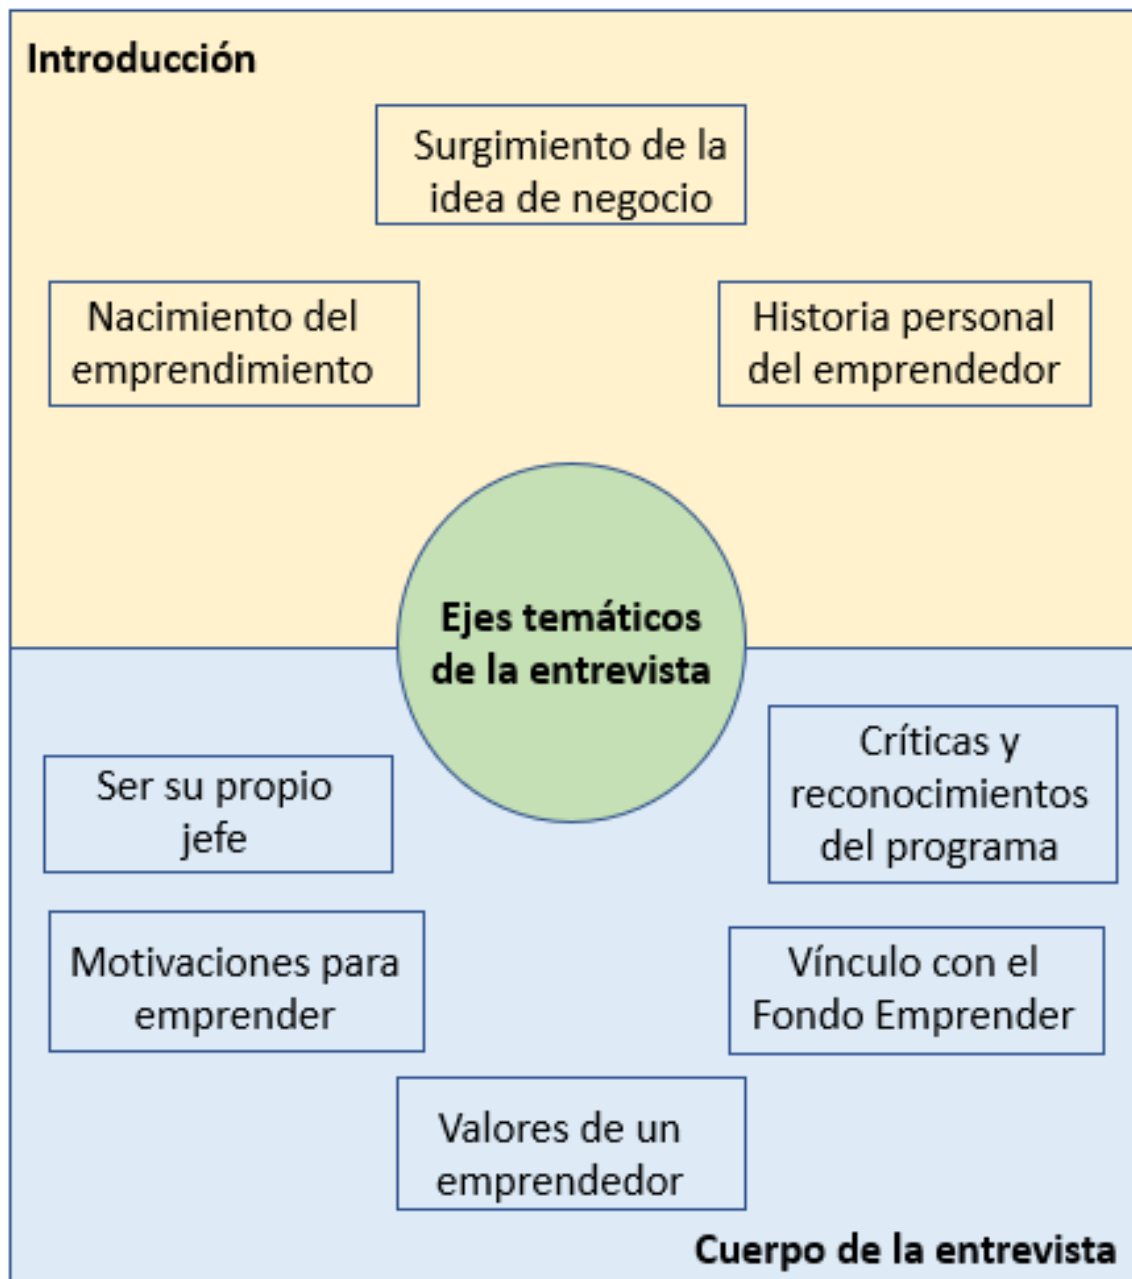 Introducción
Surgimiento de la
idea de negocio
Nacimiento del
emprendimiento
Historia personal
del emprendedor
Ejes temáticos
de la entrevista
Ser su propio
jefe
Críticas y
reconocimientos
del programa
Motivaciones para
emprender
Vínculo con el
Fondo Emprender
Valores de un
emprendedor
Cuerpo de la entrevista